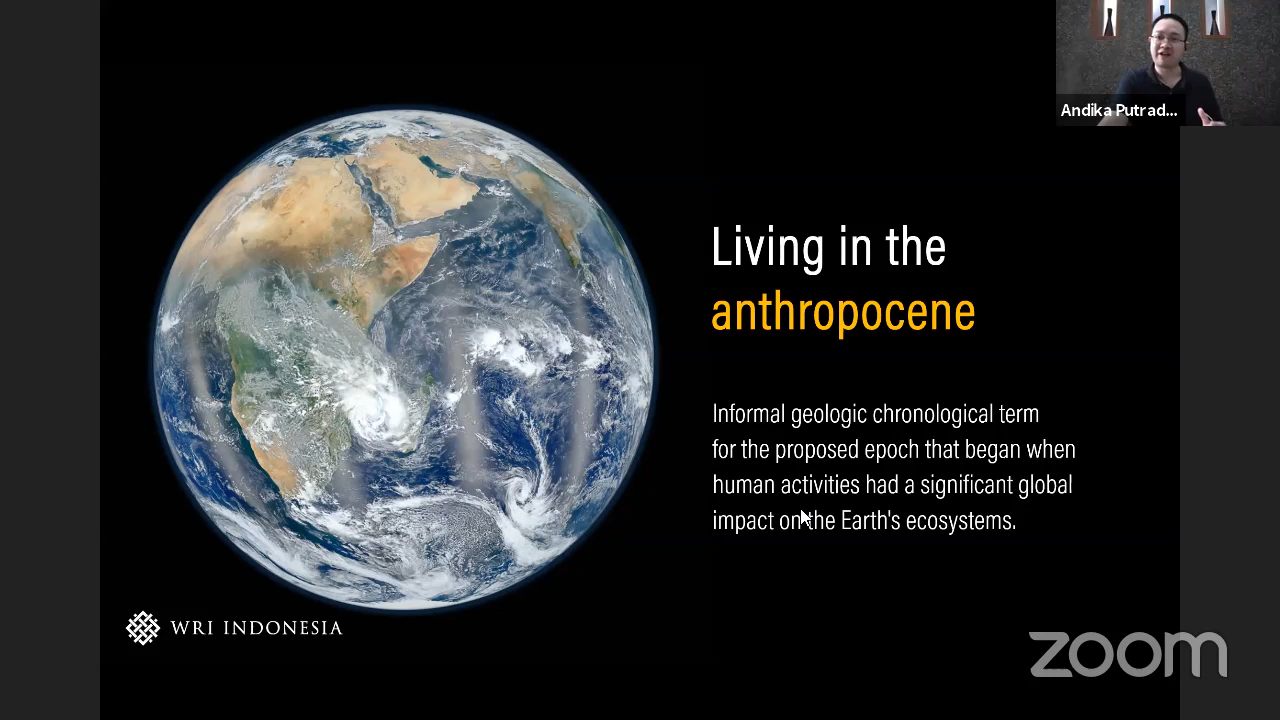 Andika Putrad...
Living in the
anthropocene
Informal geologic chronological term
for the proposed epoch that began when
human activities had a significant global
impact on the Earth's ecosystems.
WRI INDONESIA
zoom